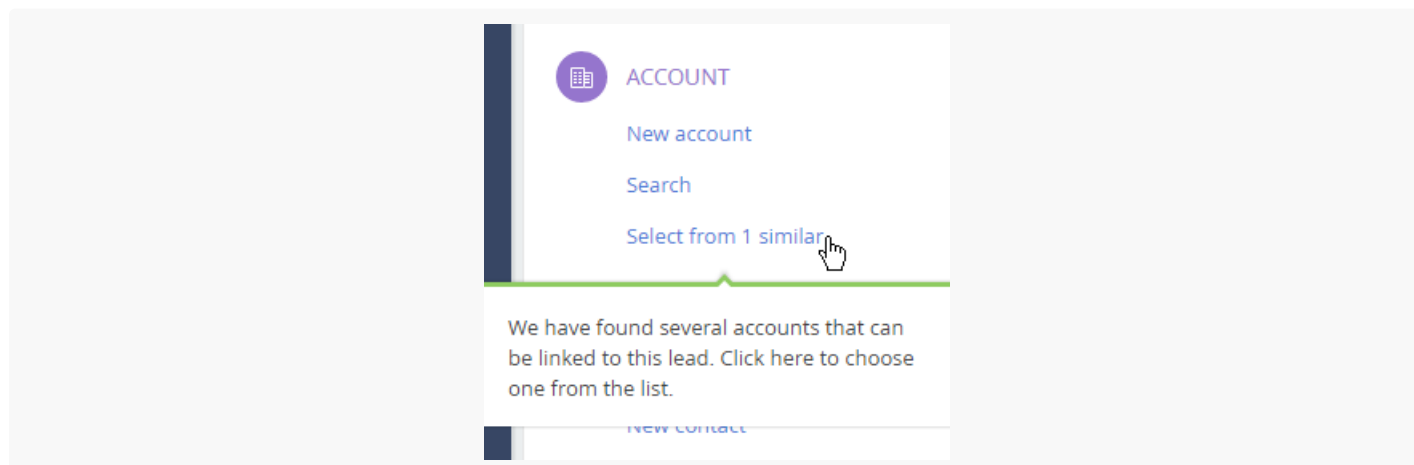 ACCOUNT
New account
Search
Select from 1 similar
We have found several accounts that can
be linked to this lead. Click here to choose
one from the list.
New contact